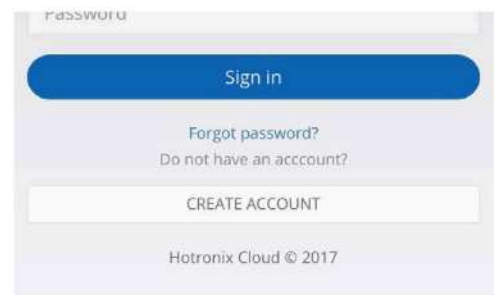 Password
Sign in
Forgot password?
Do not have an acccount?
CREATE ACCOUNT
Hotronix Cloud © 2017